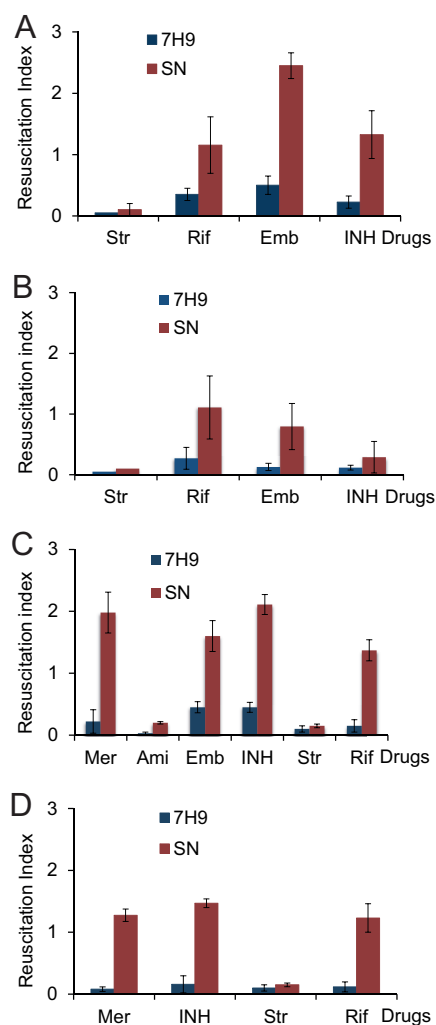 A
Resuscitation Index
7H9
SN
3
2
1
0
Str Rif Emb INH Drugs
B
Resuscitation index
7H9
SN
3
2
1
0
Str Rif Emb INH Drugs
C
Resuscitation index
7H9
SN
3
2
1
0
Mer Ami Emb INH Str Rif Drugs
D
Resuscitation Index
7H9
SN
3
2
1
0
Mer INH Str Rif Drugs